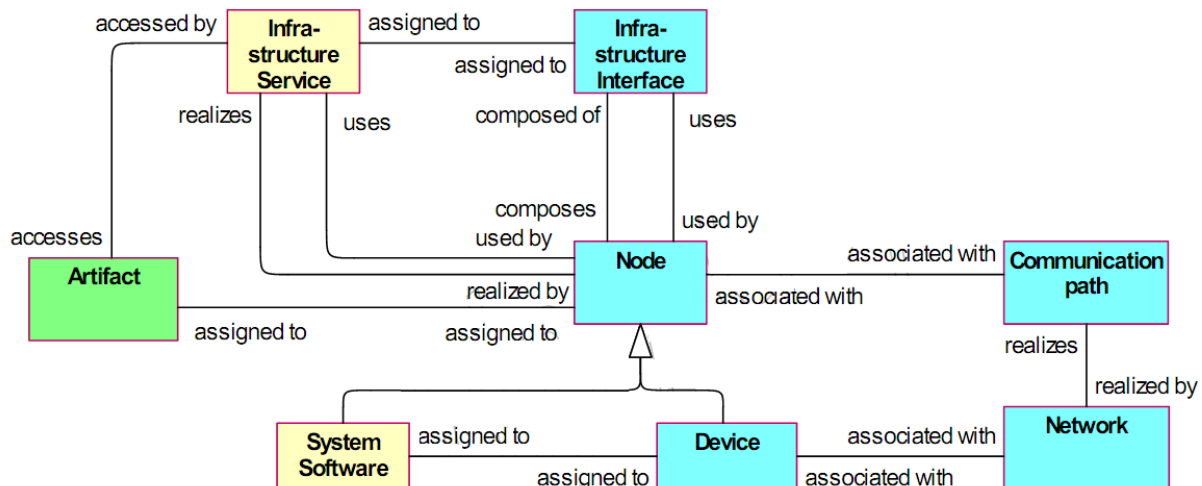 accessed by
Infra-
structure
Service
assigned to
assigned to
Infra-
structure
Interface
realizes
uses
composed of
uses
composes
used by
used by
accesses
Artifact
Node
associated with
Communication
path
realized by
associated with
assigned to
assigned to
realizes
realized by
System
Software
assigned to
assigned to
Device
associated with
associated with
Network